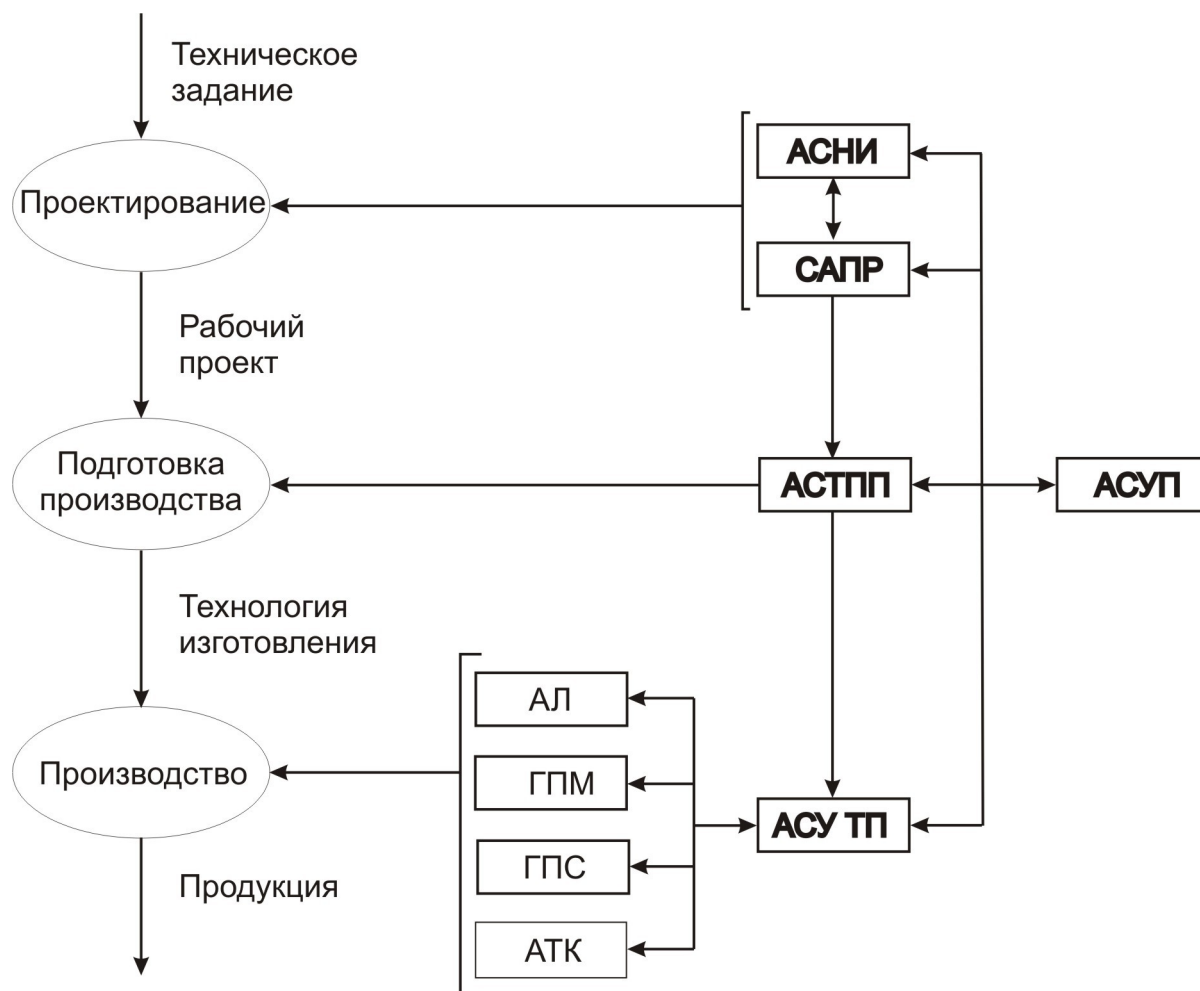 Техническое
задание
АСНИ
Проектирование
САПР
Рабочий
проект
Подготовка
производства
АСТПП
АСУП
Технология
изготовления
АЛ
Производство
ГПМ
АСУ ТП
ГПС
Продукция
АТК